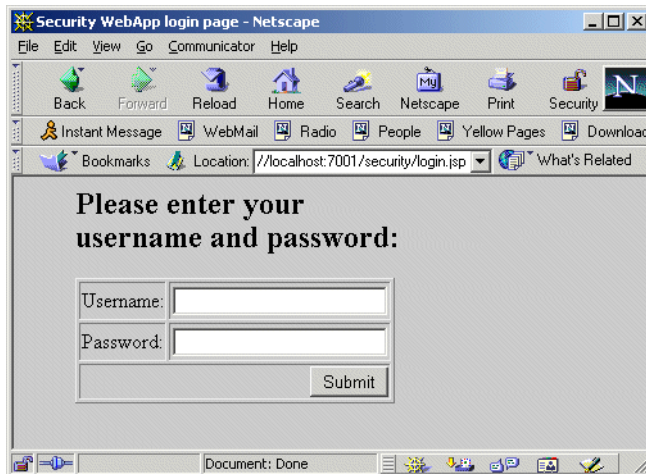 Security WebApp login page - Netscape
File Edit View Go Communicator Help
Back Forward Reload Home Search Netscape Print Security N
Instant Message WebMail Radio People Yellow Pages Download
Bookmarks Location: //localhost:7001/security/login.jsp What's Related
Please enter your
username and password:
Username:
Password:
Submit
Document: Done